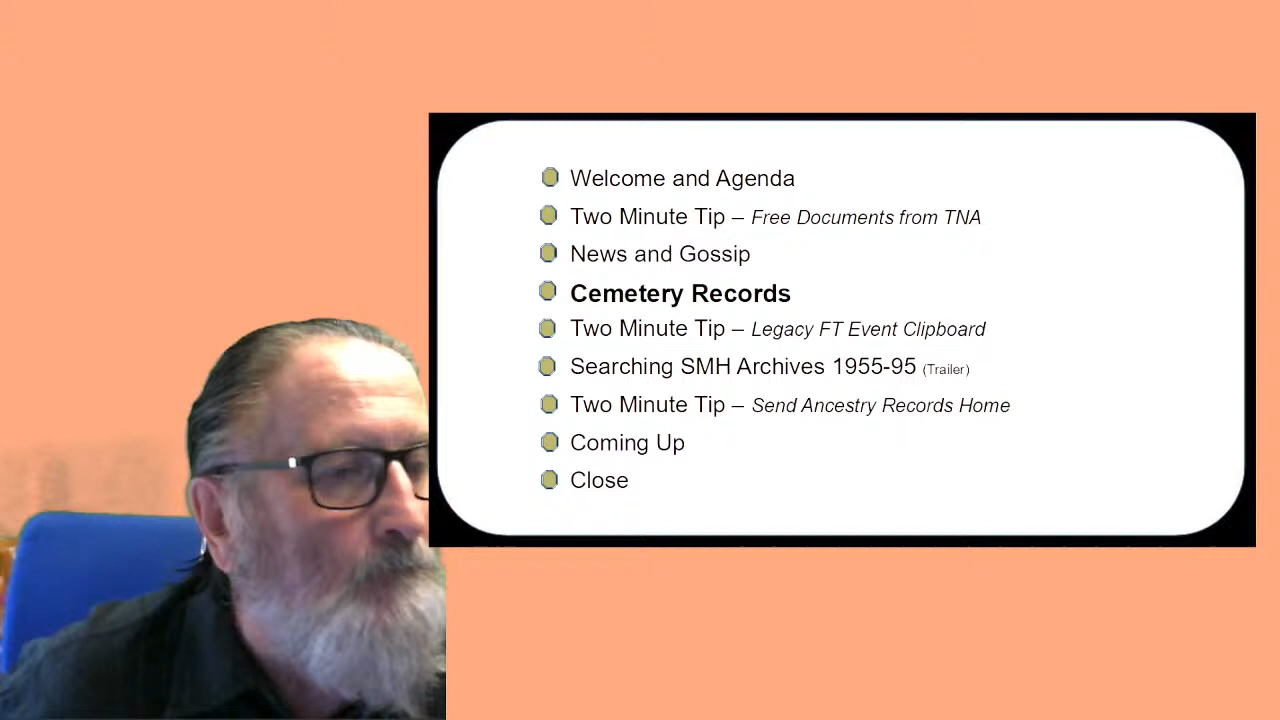 Welcome and Agenda
Two Minute Tip – Free Documents from TNA
News and Gossip
Cemetery Records
Two Minute Tip – Legacy FT Event Clipboard
Searching SMH Archives 1955-95 (Trailer)
Two Minute Tip – Send Ancestry Records Home
Coming Up
Close